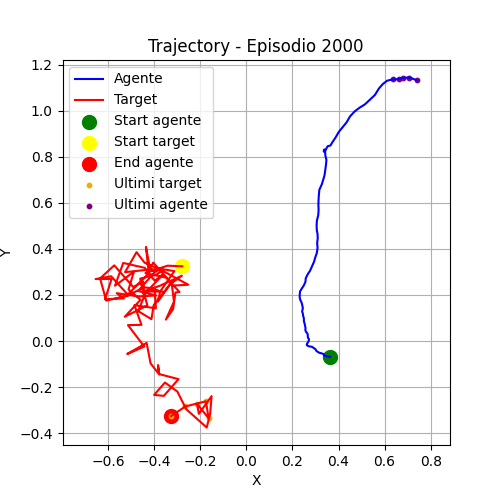 Trajectory - Episodio 2000
Agente
Target
Start agente
Start target
End agente
Ultimi target
Ultimi agente
1.2
1.0
0.8
0.6
0.4
0.2
0.0
−0.2
−0.4
Y
−0.6
−0.4
−0.2
0.0
0.2
0.4
0.6
0.8
X